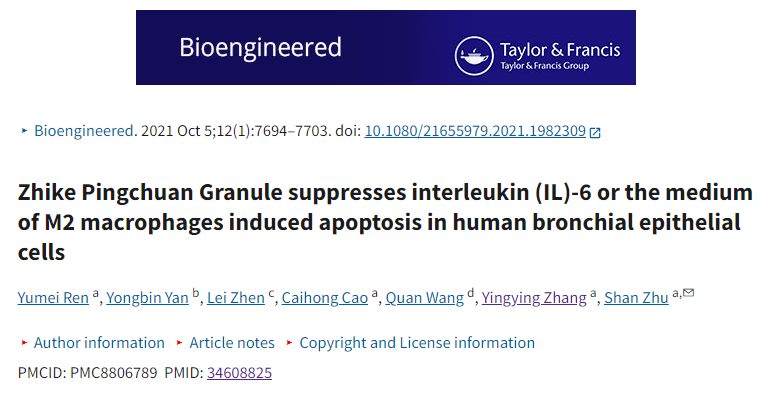 Bioengineered
Taylor & Francis
Taylor & Francis Group
Bioengineered. 2021 Oct 5;12(1):7694–7703. doi: 10.1080/21655979.2021.1982309
Zhike Pingchuan Granule suppresses interleukin (IL)-6 or the medium
of M2 macrophages induced apoptosis in human bronchial epithelial
cells
Yumei Ren a, Yongbin Yan b, Lei Zhen c, Caihong Cao a, Quan Wang d, Yingying Zhang a, Shan Zhu a,✉
Author information Article notes Copyright and License information
PMCID: PMC8806789 PMID: 34608825